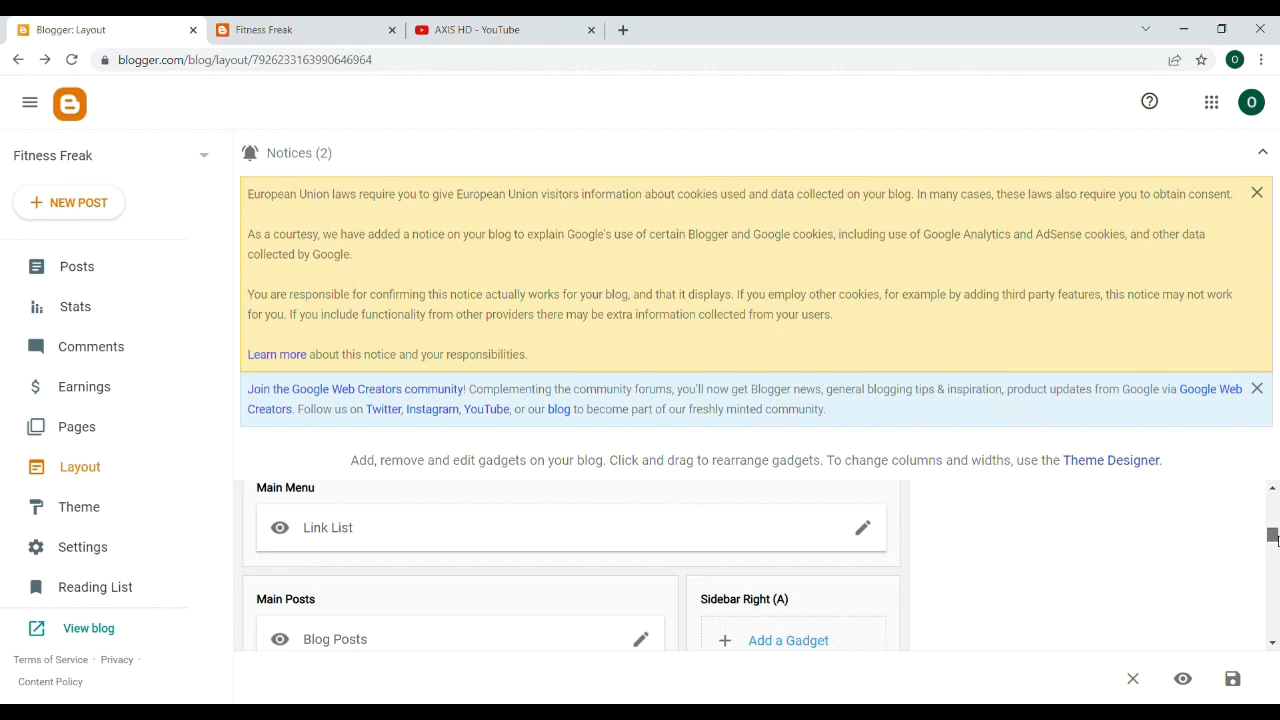 Blogger: Layout
Fitness Freak
AXIS HD - YouTube
blogger.com/blog/layout/7926233163990646964
O
O
Fitness Freak
NEW POST
Posts
Stats
Comments
Earnings
Pages
Layout
Theme
Settings
Reading List
View blog
Terms of Service · Privacy ·
Content Policy
Notices (2)
European Union laws require you to give European Union visitors information about cookies used and data collected on your blog. In many cases, these laws also require you to obtain consent.
As a courtesy, we have added a notice on your blog to explain Google's use of certain Blogger and Google cookies, including use of Google Analytics and AdSense cookies, and other data
collected by Google.
You are responsible for confirming this notice actually works for your blog, and that it displays. If you employ other cookies, for example by adding third party features, this notice may not work
for you. If you include functionality from other providers there may be extra information collected from your users.
Learn more about this notice and your responsibilities.
Join the Google Web Creators community! Complementing the community forums, you'll now get Blogger news, general blogging tips & inspiration, product updates from Google via Google Web
Creators. Follow us on Twitter, Instagram, YouTube, or our blog to become part of our freshly minted community.
Add, remove and edit gadgets on your blog. Click and drag to rearrange gadgets. To change columns and widths, use the Theme Designer.
Main Menu
Link List
Main Posts
Blog Posts
Sidebar Right (A)
Add a Gadget